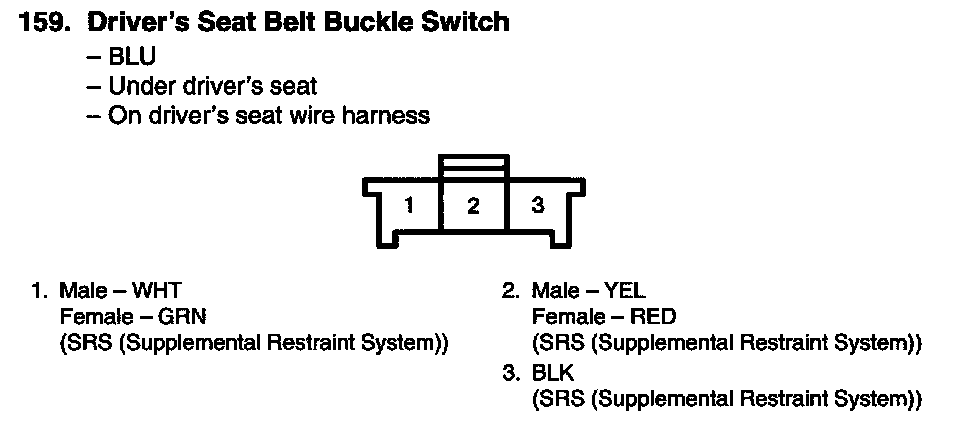 159. Driver's Seat Belt Buckle Switch
– BLU
– Under driver's seat
– On driver's seat wire harness
1 2 3
1. Male – WHT
Female – GRN
(SRS (Supplemental Restraint System))
2. Male – YEL
Female – RED
(SRS (Supplemental Restraint System))
3. BLK
(SRS (Supplemental Restraint System))